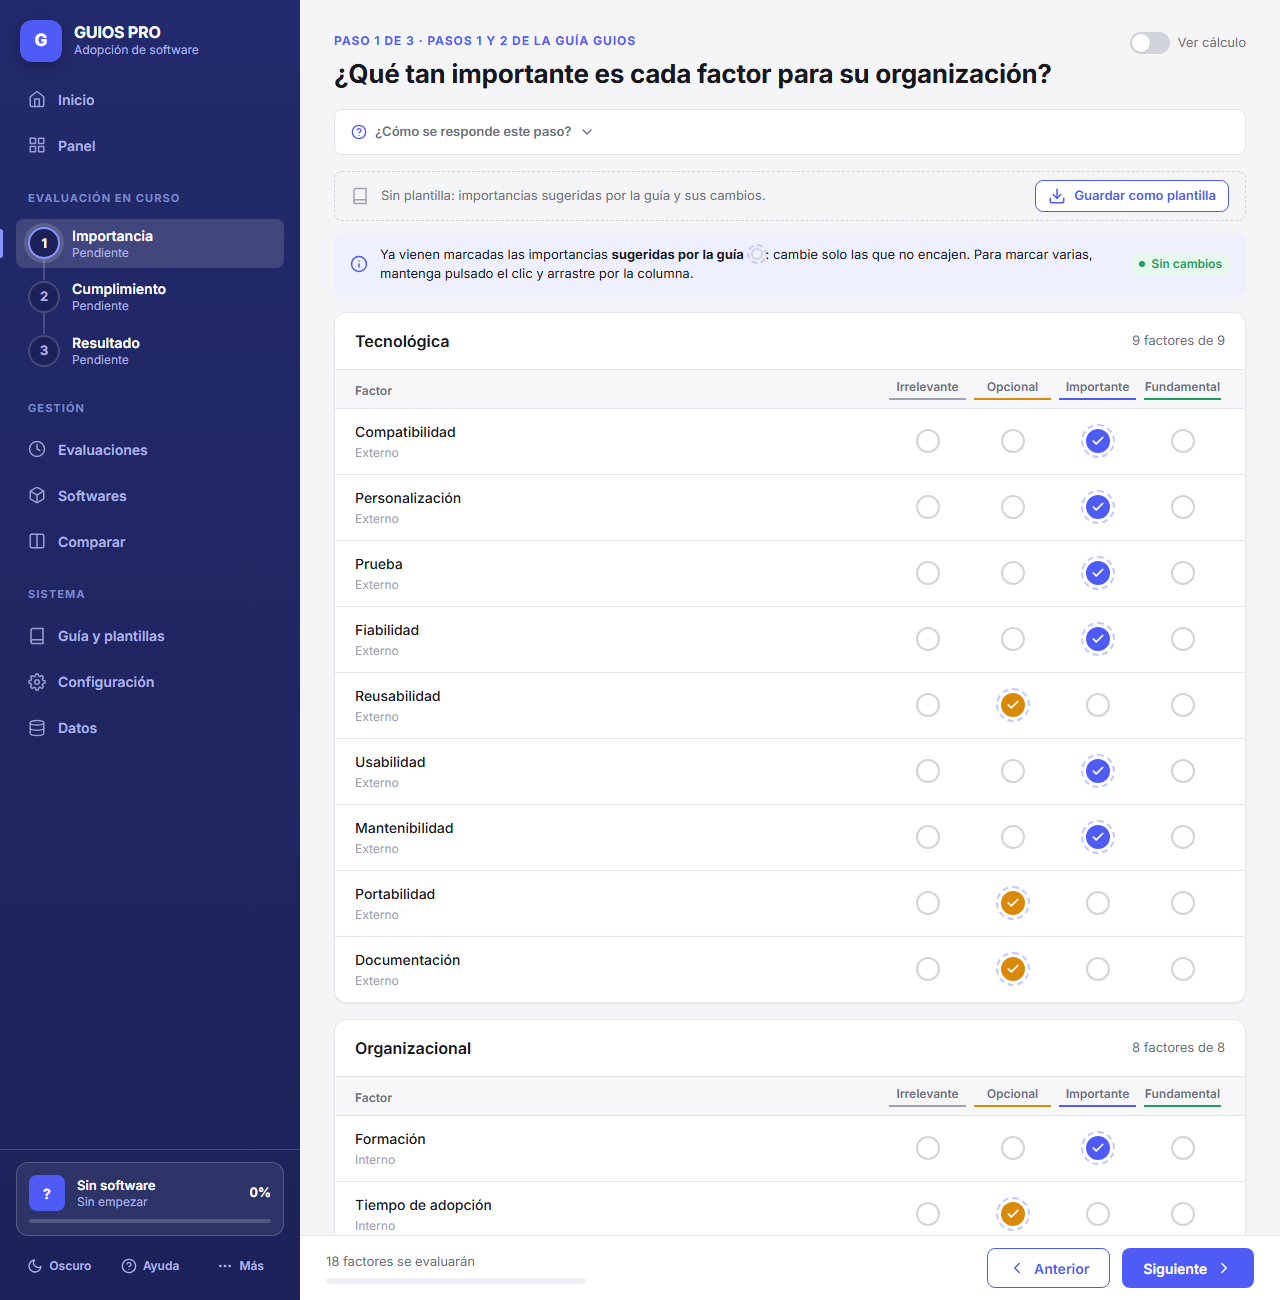 G
GUIOS PRO
Adopción de software
Inicio
Panel
EVALUACIÓN EN CURSO
1
Importancia
Pendiente
2
Cumplimiento
Pendiente
3
Resultado
Pendiente
GESTIÓN
Evaluaciones
Softwares
Comparar
SISTEMA
Guía y plantillas
Configuración
Datos
?
Sin software
Sin empezar
0%
Oscuro
Ayuda
Más
PASO 1 DE 3 · PASOS 1 Y 2 DE LA GUÍA GUIOS
Ver cálculo
¿Qué tan importante es cada factor para su organización?
¿Cómo se responde este paso?
Sin plantilla: importancias sugeridas por la guía y sus cambios.
Guardar como plantilla
Ya vienen marcadas las importancias sugeridas por la guía : cambie solo las que no encajen. Para marcar varias,
mantenga pulsado el clic y arrastre por la columna.
Sin cambios
Tecnológica
9 factores de 9
Factor Irrelevante Opcional Importante Fundamental
Compatibilidad
Externo
Personalización
Externo
Prueba
Externo
Fiabilidad
Externo
Reusabilidad
Externo
Usabilidad
Externo
Mantenibilidad
Externo
Portabilidad
Externo
Documentación
Externo
Organizacional
8 factores de 8
Factor Irrelevante Opcional Importante Fundamental
Formación
Interno
Tiempo de adopción
Interno
18 factores se evaluarán
Anterior
Siguiente